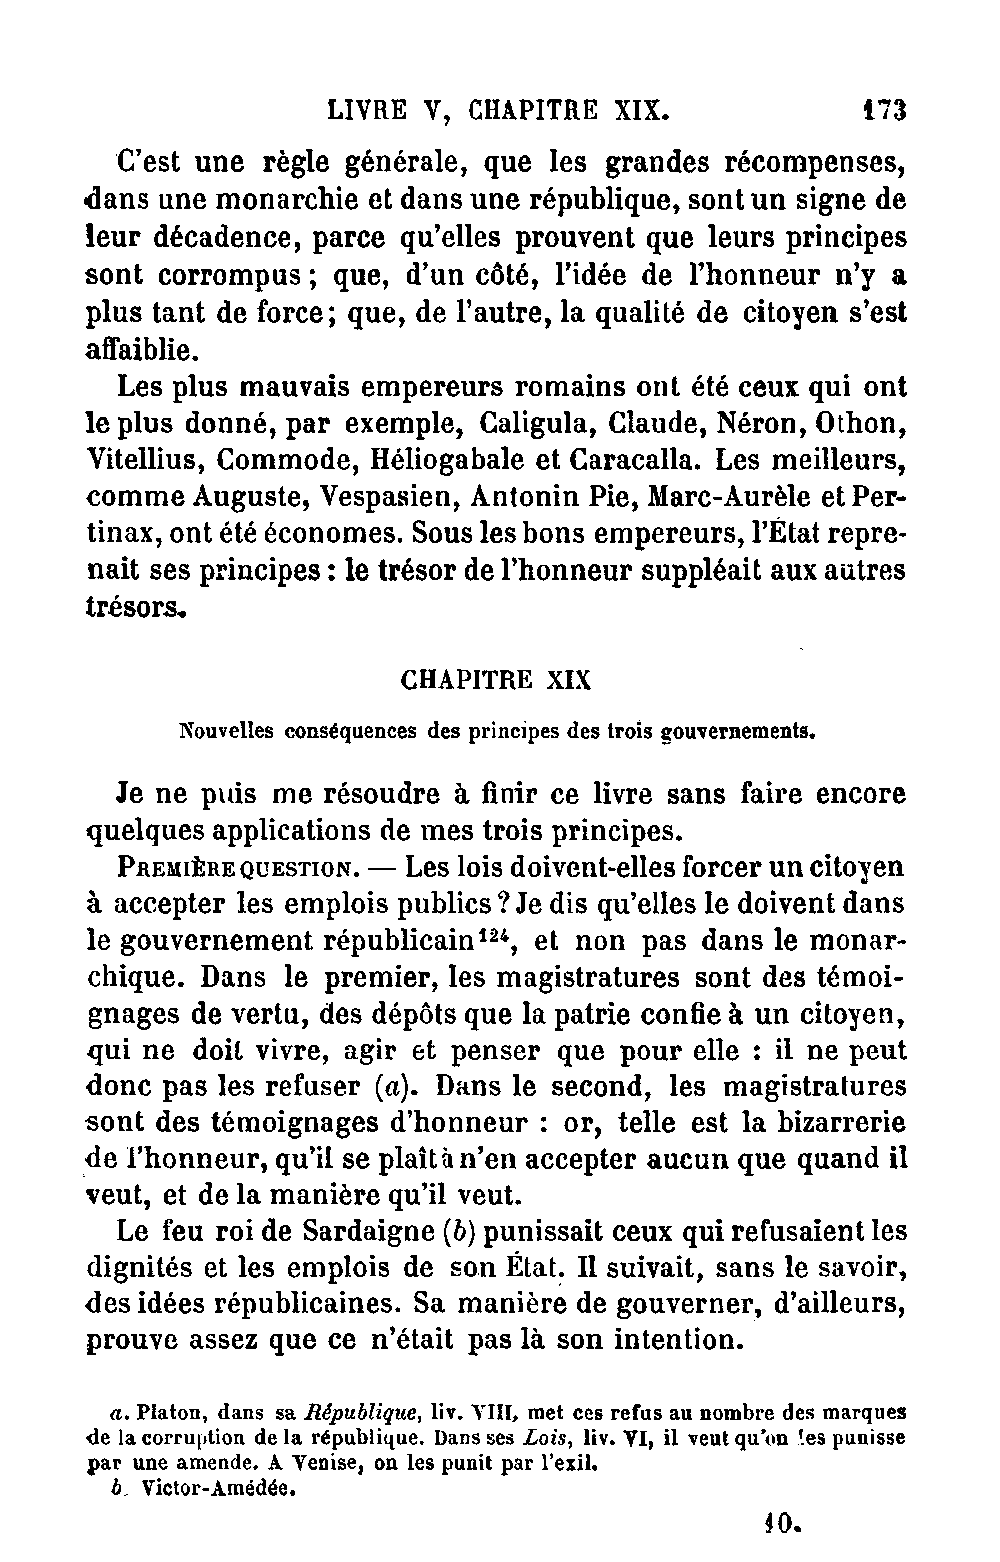 LIVRE V, CHAPITRE XIX. 173
C'est une règle générale, que les grandes récompenses,
dans une monarchie et dans une république, sont un signe de
leur décadence, parce qu'elles prouvent que leurs principes
sont corrompus ; que, d'un côté, l'idée de l'honneur n'y a
plus tant de force; que, de l'autre, la qualité de citoyen s'est
affaiblie.
Les plus mauvais empereurs romains ont été ceux qui ont
le plus donné, par exemple, Caligula, Claude, Néron, Othon,
Vitellius, Commode, Héliogabale et Caracalla. Les meilleurs,
comme Auguste, Vespasien, Antonin Pie, Marc-Aurèle et Per-
tinax, ont été économes. Sous les bons empereurs, l'État repre-
nait ses principes : le trésor de l'honneur suppléait aux autres
trésors.
CHAPITRE XIX
Nouvelles conséquences des principes des trois gouvernements.
Je ne puis me résoudre à finir ce livre sans faire encore
quelques applications de mes trois principes.
PREMIÈRE QUESTION. — Les lois doivent-elles forcer un citoyen
à accepter les emplois publics ? Je dis qu'elles le doivent dans
le gouvernement républicain¹²⁴, et non pas dans le monar-
chique. Dans le premier, les magistratures sont des témoi-
gnages de vertu, des dépôts que la patrie confie à un citoyen,
qui ne doit vivre, agir et penser que pour elle : il ne peut
donc pas les refuser (a). Dans le second, les magistratures
sont des témoignages d'honneur : or, telle est la bizarrerie
de l'honneur, qu'il se plaît à n'en accepter aucun que quand il
veut, et de la manière qu'il veut.
Le feu roi de Sardaigne (b) punissait ceux qui refusaient les
dignités et les emplois de son État. Il suivait, sans le savoir,
des idées républicaines. Sa manière de gouverner, d'ailleurs,
prouve assez que ce n'était pas là son intention.
a. Platon, dans sa République, liv. VIII, met ces refus au nombre des marques
de la corruption de la république. Dans ses Lois, liv. VI, il veut qu'on les punisse
par une amende. A Venise, on les punit par l'exil.
b. Victor-Amédée.
10.